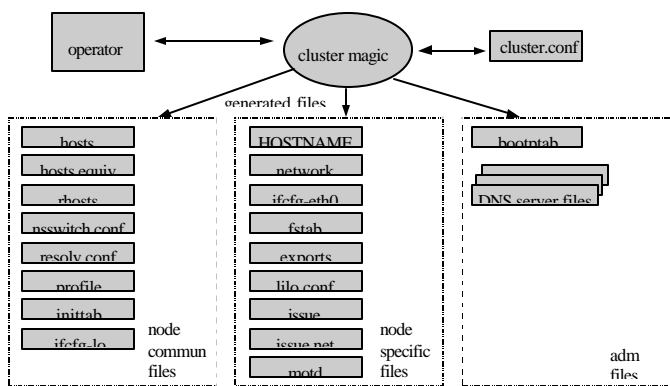 operator
cluster magic
cluster.conf
generated files
hosts
hosts.equiv
rhosts
nsswitch.conf
resolv.conf
profile
inittab
ifcfg-lo
node
commun
files
HOSTNAME
network
ifcfg-eth0
fstab
exports
lilo.conf
issue
issue.net
motd
node
specific
files
bootptab
DNS server files
adm
files